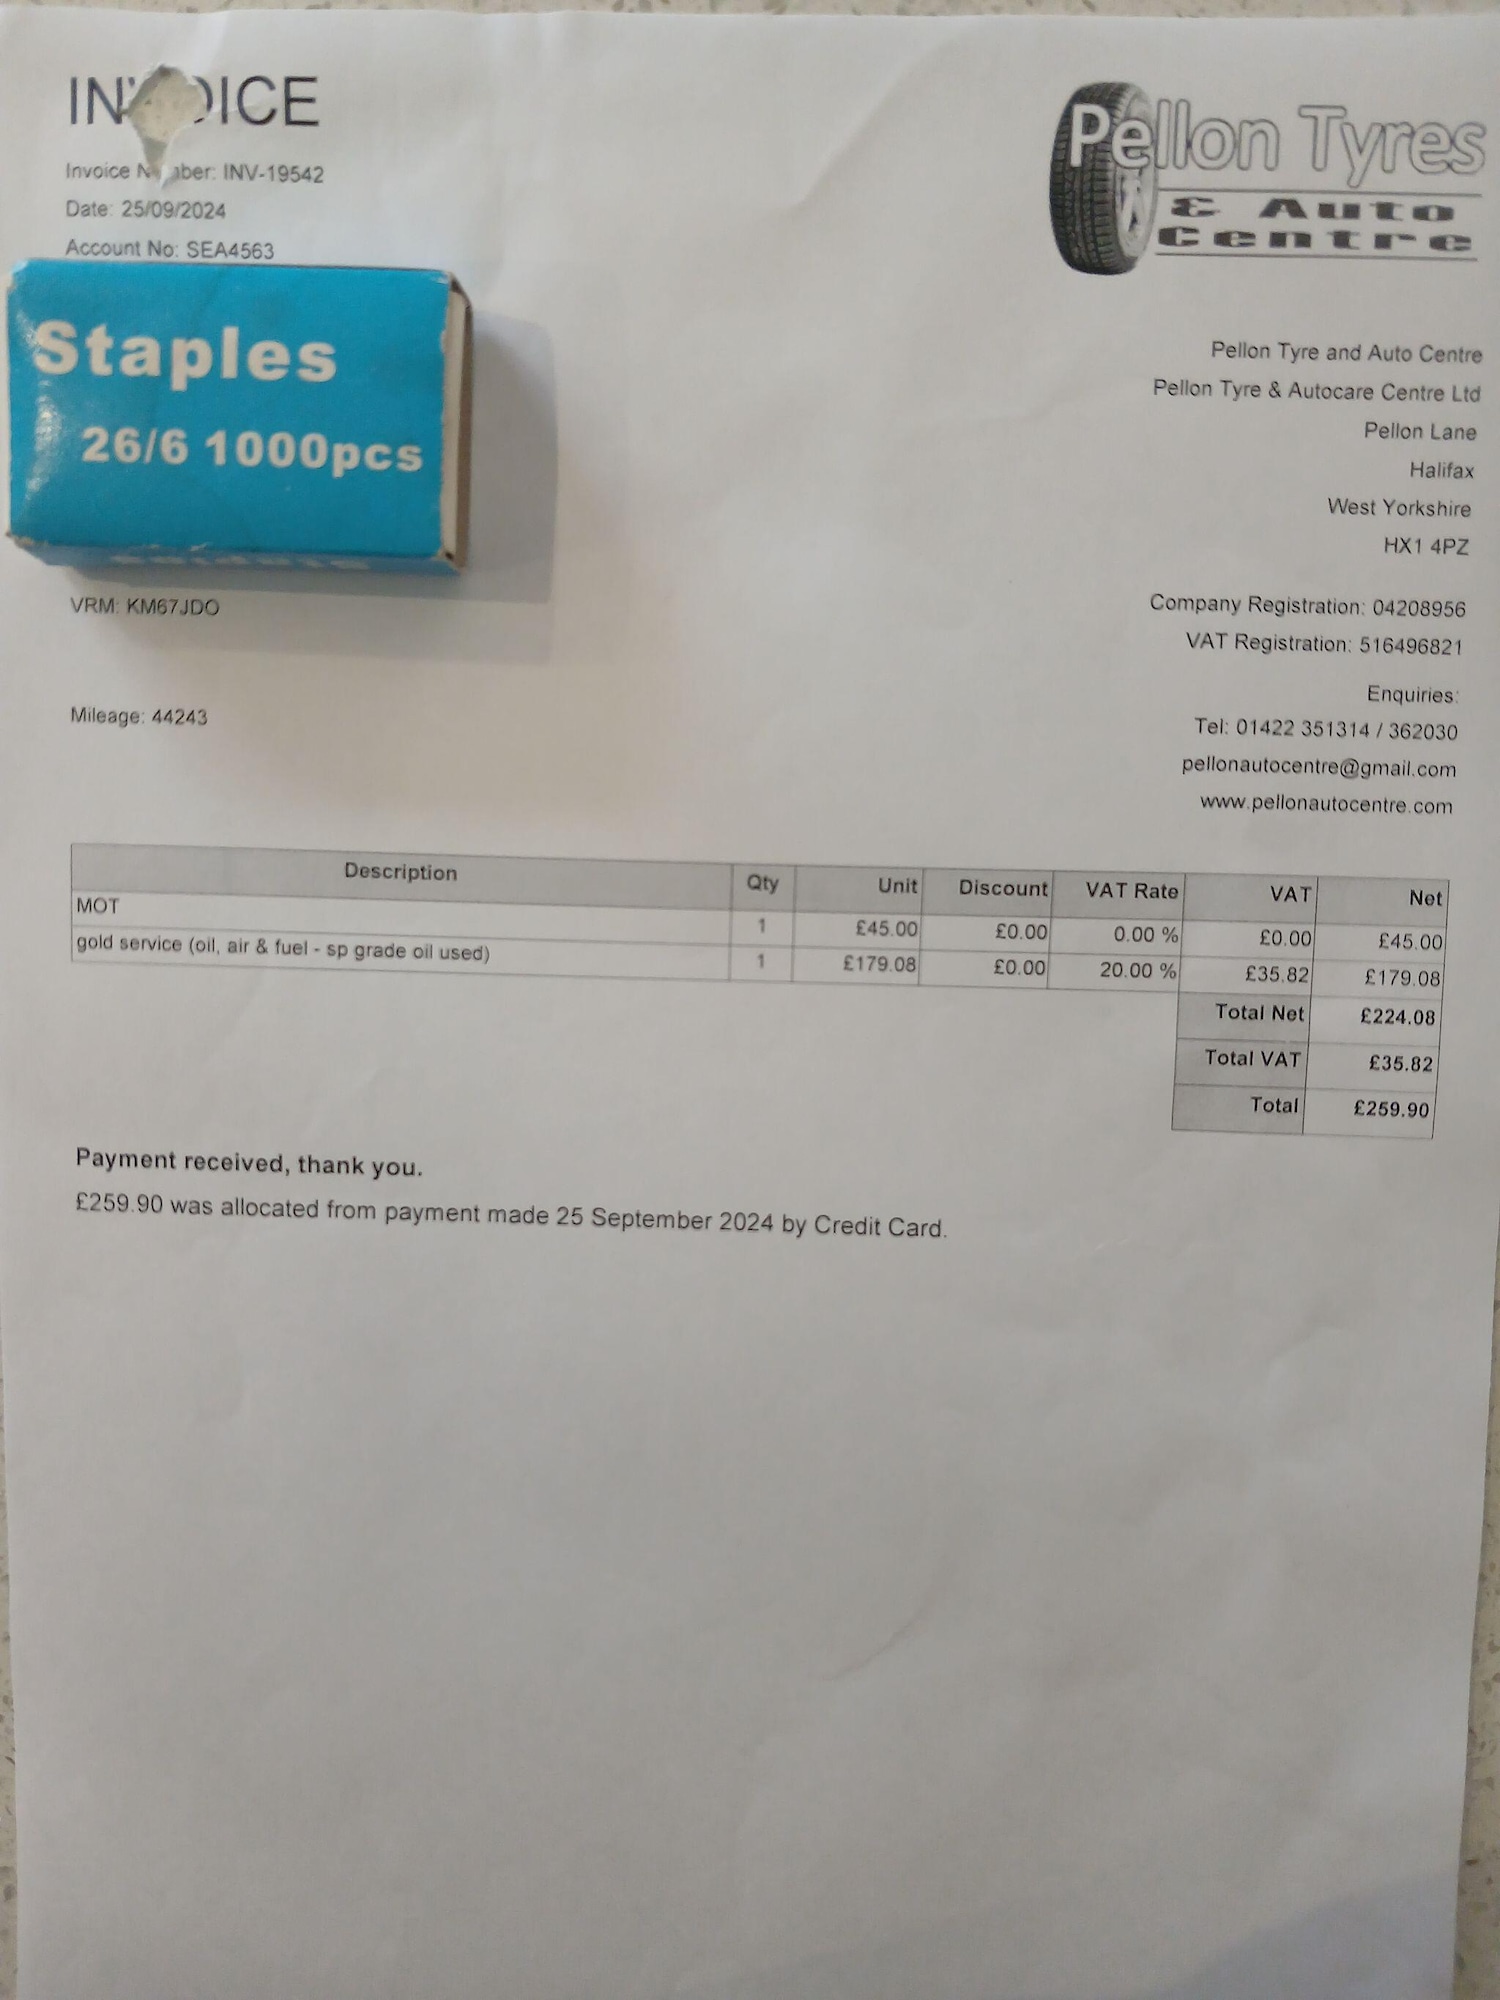 INVOICE
Invoice Number: INV-19542
Date: 25/09/2024
Account No: SEA4563
Staples
26/6 1000pcs
Staples
VRM: KM67JDO
Mileage: 44243
Pellon Tyres
& Auto
Centre
Pellon Tyre and Auto Centre
Pellon Tyre & Autocare Centre Ltd
Pellon Lane
Halifax
West Yorkshire
HX1 4PZ
Company Registration: 04208956
VAT Registration: 516496821
Enquiries:
Tel: 01422 351314 / 362030
pellonautocentre@gmail.com
www.pellonautocentre.com
Description Qty Unit Discount VAT Rate VAT Net
MOT 1 £45.00 £0.00 0.00 % £0.00 £45.00
gold service (oil, air & fuel - sp grade oil used) 1 £179.08 £0.00 20.00 % £35.82 £179.08
Total Net £224.08
Total VAT £35.82
Total £259.90
Payment received, thank you.
£259.90 was allocated from payment made 25 September 2024 by Credit Card.